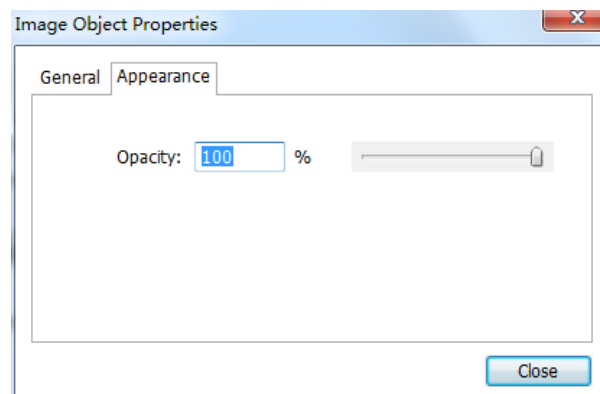 Image Object Properties
General Appearance
Opacity: 100 %
Close